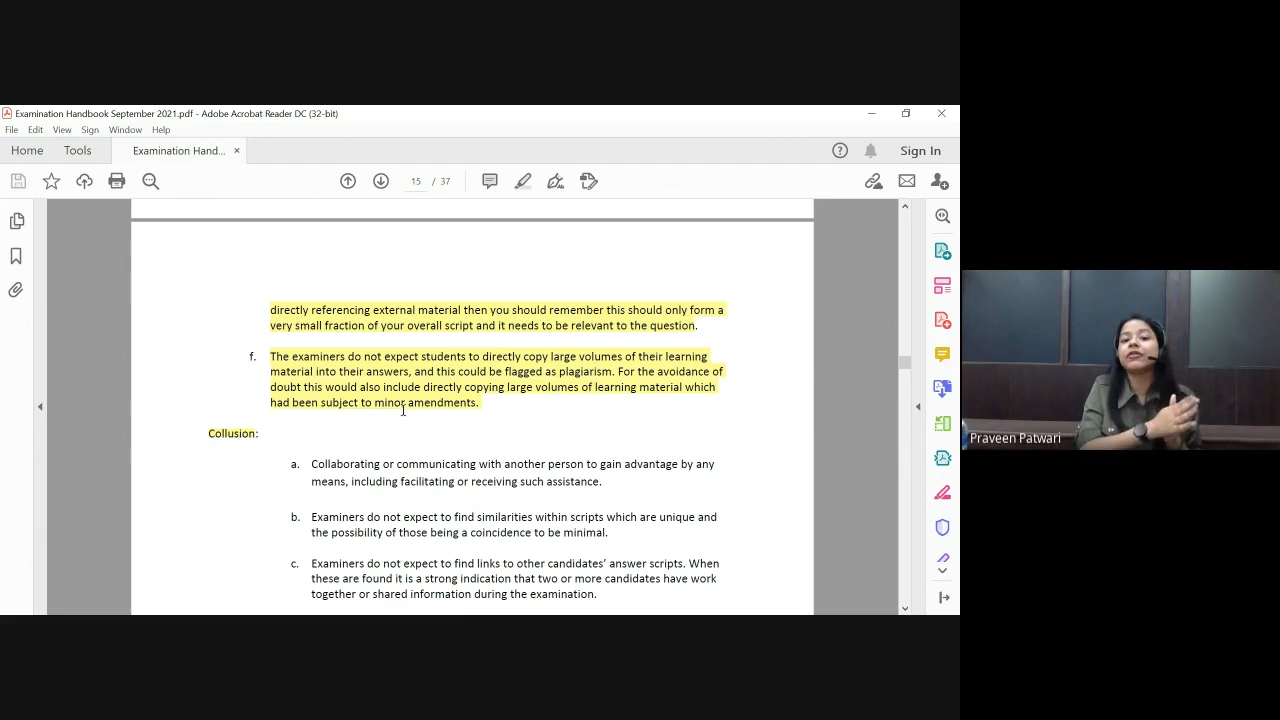 Examination Handbook September 2021.pdf - Adobe Acrobat Reader DC (32-bit)
File Edit View Sign Window Help
Home Tools Examination Hand... × Sign In
15 / 37
directly referencing external material then you should remember this should only form a
very small fraction of your overall script and it needs to be relevant to the question.
f. The examiners do not expect students to directly copy large volumes of their learning
material into their answers, and this could be flagged as plagiarism. For the avoidance of
doubt this would also include directly copying large volumes of learning material which
had been subject to minor amendments.
Collusion:
a. Collaborating or communicating with another person to gain advantage by any
means, including facilitating or receiving such assistance.
b. Examiners do not expect to find similarities within scripts which are unique and
the possibility of those being a coincidence to be minimal.
c. Examiners do not expect to find links to other candidates’ answer scripts. When
these are found it is a strong indication that two or more candidates have work
together or shared information during the examination.
Praveen Patwari